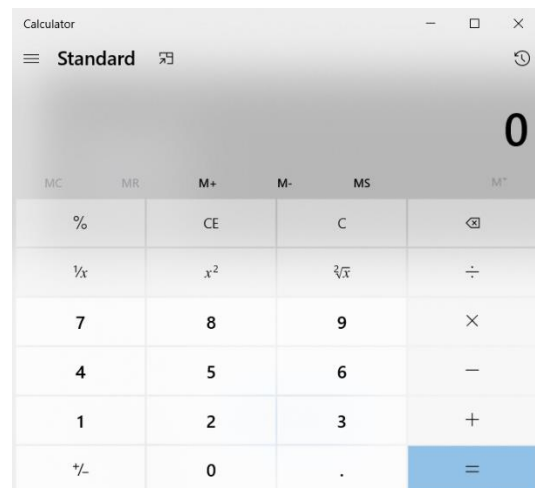 Calculator
Standard
0
MC MR M+ M- MS M˅
% CE C
¹/x x² ²√x ÷
7 8 9 ×
4 5 6 −
1 2 3 +
+/− 0 . =